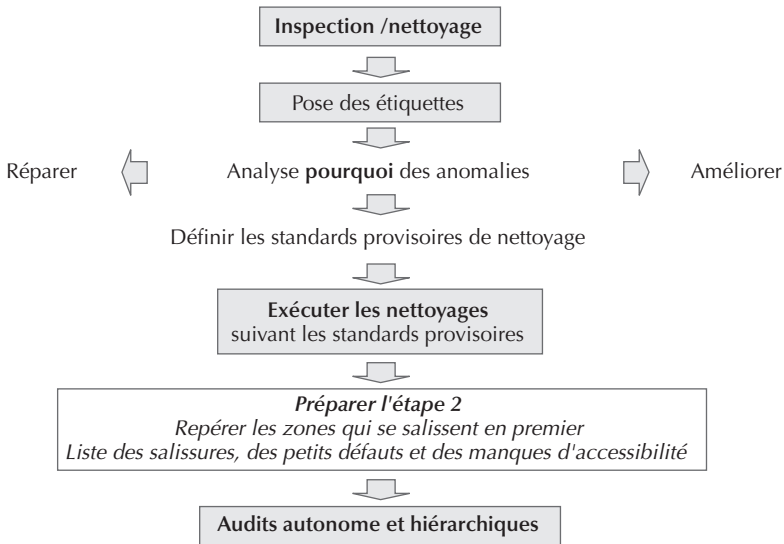 Inspection /nettoyage
Pose des étiquettes
Réparer
Analyse pourquoi des anomalies
Améliorer
Définir les standards provisoires de nettoyage
Exécuter les nettoyages
suivant les standards provisoires
Préparer l'étape 2
Repérer les zones qui se salissent en premier
Liste des salissures, des petits défauts et des manques d'accessibilité
Audits autonome et hiérarchiques